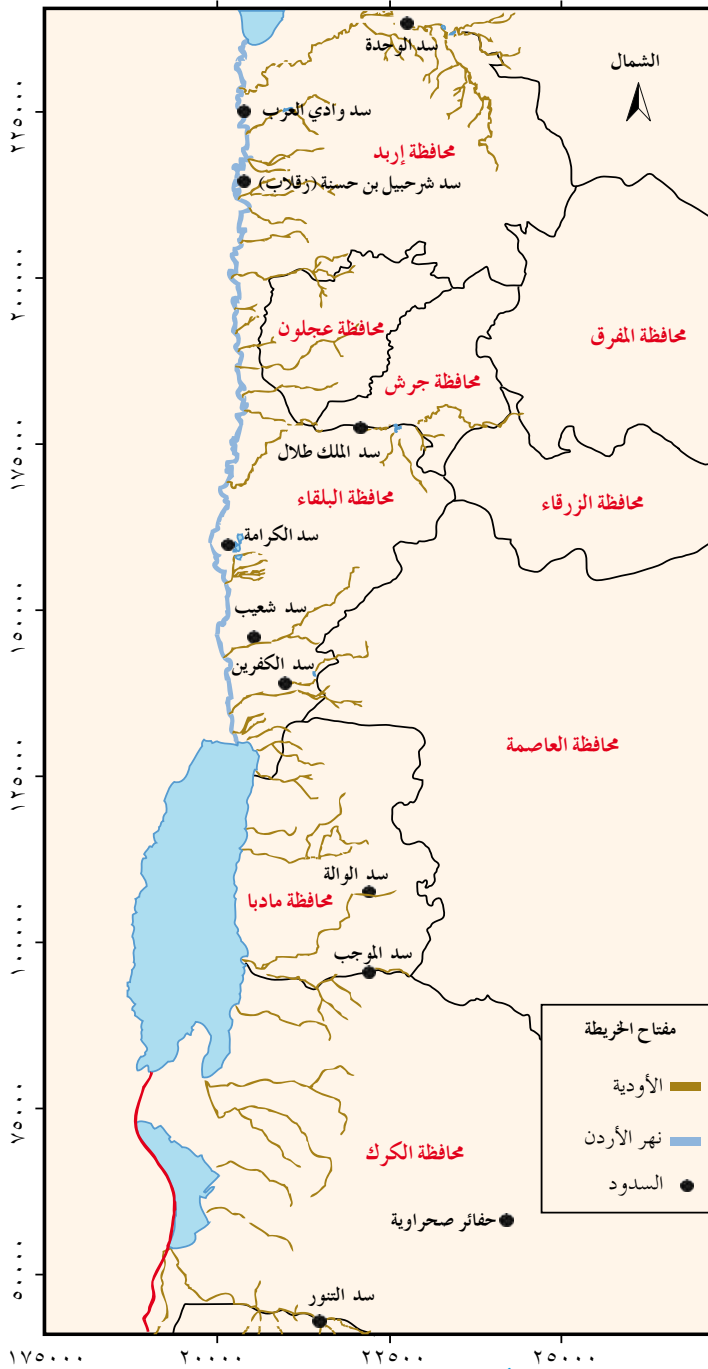 سد الوحدة
الشمال
سد وادي العرب
محافظة إربد
سد شرحبيل بن حسنة (زقلاب)
محافظة عجلون
محافظة المفرق
محافظة جرش
سد الملك طلال
محافظة البلقاء
محافظة الزرقاء
سد الكرامة
سد شعيب
سد الكفرين
محافظة العاصمة
سد الوالة
محافظة مادبا
سد الموجب
مفتاح الخريطة
الأودية
نهر الأردن
السدود
محافظة الكرك
حفائر صحراوية
سد التنور
٢٢٥٠٠٠
٢٠٠٠٠٠
١٧٥٠٠٠
١٥٠٠٠٠
١٢٥٠٠٠
١٠٠٠٠٠
٧٥٠٠٠
٥٠٠٠٠
١٧٥٠٠٠
٢٠٠٠٠
٢٢٥٠٠
٢٥٠٠٠